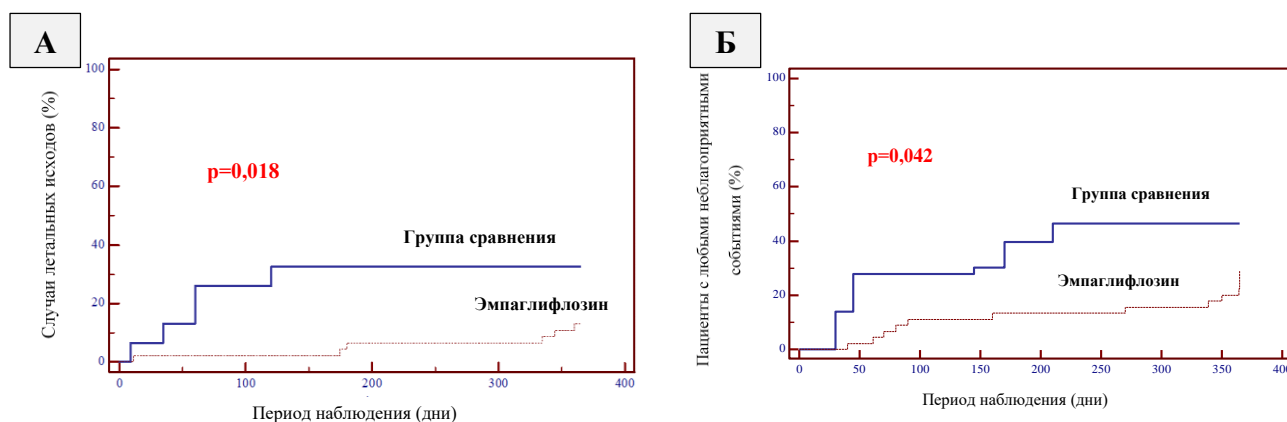 А
Случаи летальных исходов (%)
100
80
60
40
20
0
p=0,018
Группа сравнения
Эмпаглифлозин
0 100 200 300 400
Период наблюдения (дни)
Б
Пациенты с любыми неблагоприятными
событиями (%)
100
80
60
40
20
0
p=0,042
Группа сравнения
Эмпаглифлозин
0 50 100 150 200 250 300 350 400
Период наблюдения (дни)